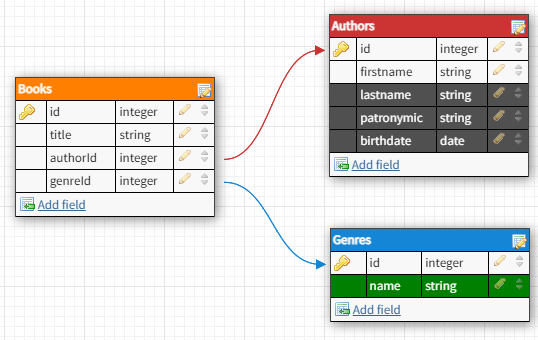 Books
id integer
title string
authorId integer
genreId integer
Add field
Authors
id integer
firstname string
lastname string
patronymic string
birthdate date
Add field
Genres
id integer
name string
Add field